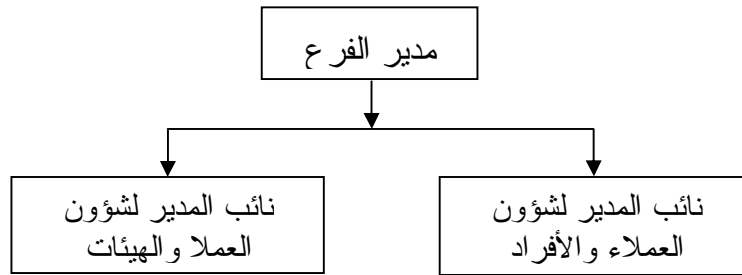 مدير الفرع
نائب المدير لشؤون
العملاء والأفراد
نائب المدير لشؤون
العملا والهيئات